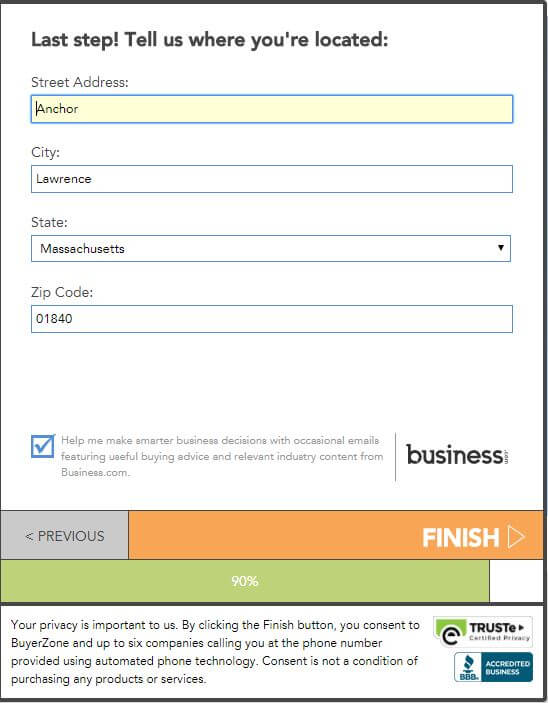 Last step! Tell us where you're located:
Street Address:
Anchor
City:
Lawrence
State:
Massachusetts
Zip Code:
01840
Help me make smarter business decisions with occasional emails
featuring useful buying advice and relevant industry content from
Business.com.
business.com
< PREVIOUS
FINISH
90%
Your privacy is important to us. By clicking the Finish button, you consent to
BuyerZone and up to six companies calling you at the phone number
provided using automated phone technology. Consent is not a condition of
purchasing any products or services.
TRUSTe
Certified Privacy
BBB.
ACCREDITED
BUSINESS